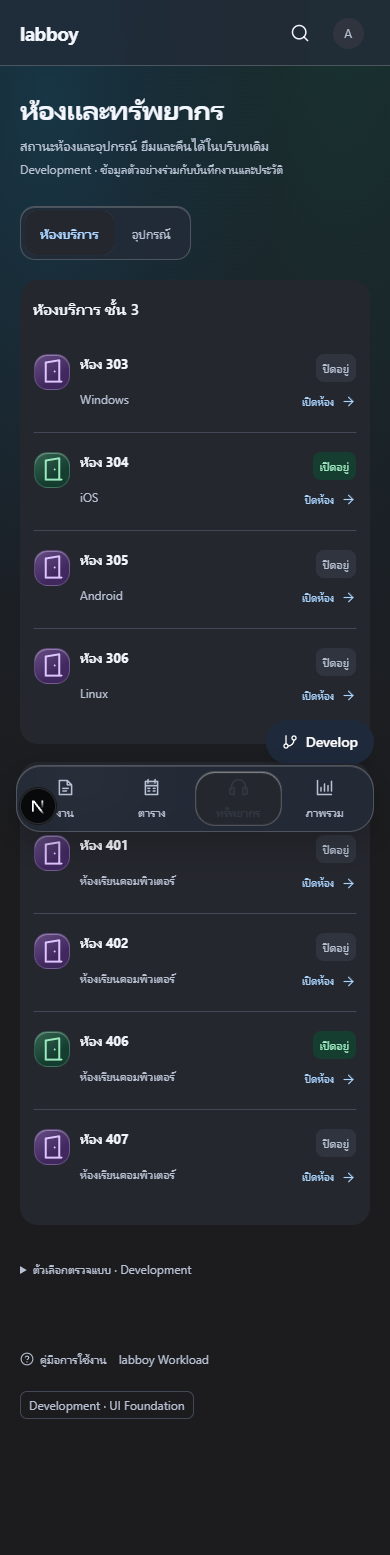 labboy
A
ห้องและทรัพยากร
สถานะห้องและอุปกรณ์ ยืมและคืนได้ในบริบทเดิม
Development · ข้อมูลตัวอย่างร่วมกับบันทึกงานและประวัติ
ห้องบริการ
อุปกรณ์
ห้องบริการ ชั้น 3
ห้อง 303
ปิดอยู่
Windows
เปิดห้อง
ห้อง 304
เปิดอยู่
iOS
ปิดห้อง
ห้อง 305
ปิดอยู่
Android
เปิดห้อง
ห้อง 306
ปิดอยู่
Linux
เปิดห้อง
Develop
N
งาน
ตาราง
ทรัพยากร
ภาพรวม
ห้อง 401
ปิดอยู่
ห้องเรียนคอมพิวเตอร์
เปิดห้อง
ห้อง 402
ปิดอยู่
ห้องเรียนคอมพิวเตอร์
เปิดห้อง
ห้อง 406
เปิดอยู่
ห้องเรียนคอมพิวเตอร์
ปิดห้อง
ห้อง 407
ปิดอยู่
ห้องเรียนคอมพิวเตอร์
เปิดห้อง
ตัวเลือกตรวจแบบ · Development
คู่มือการใช้งาน labboy Workload
Development · UI Foundation